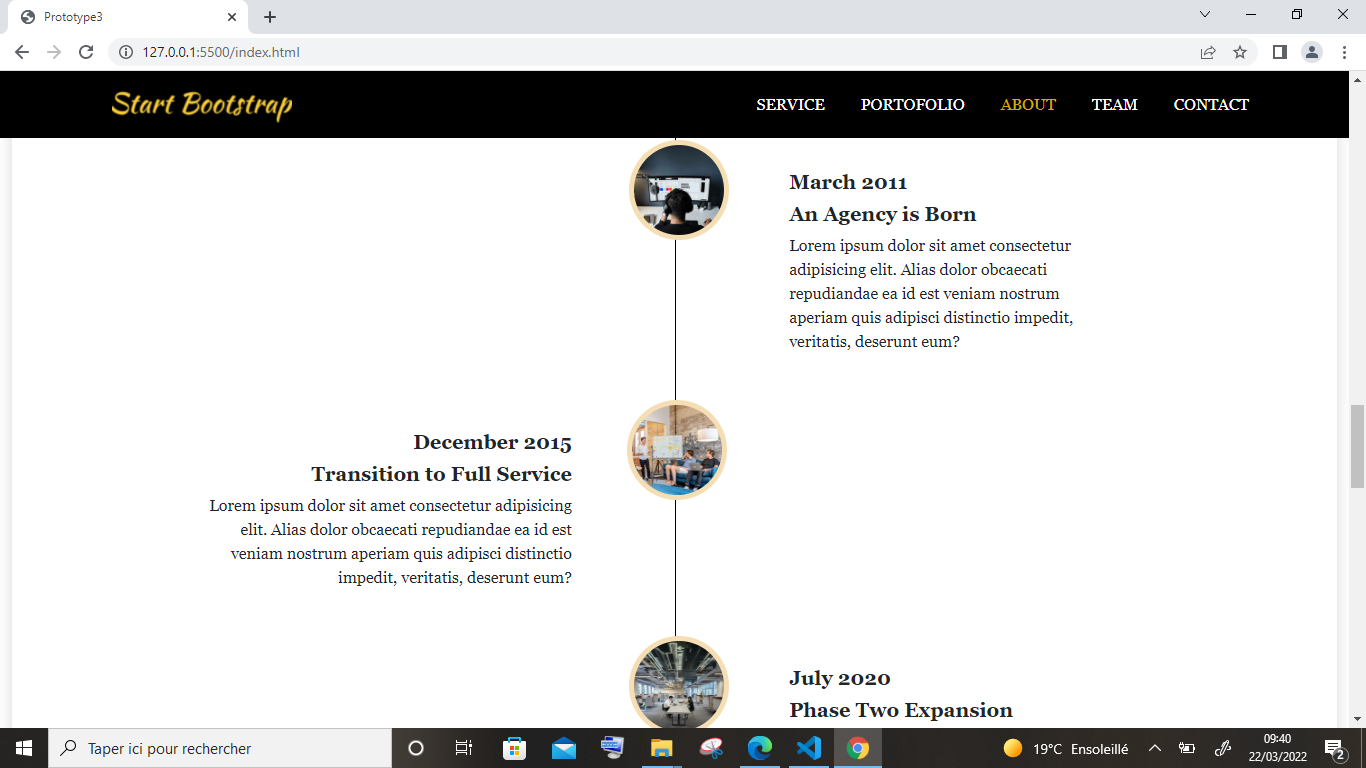 Prototype3
127.0.0.1:5500/index.html
Start Bootstrap
SERVICE
PORTOFOLIO
ABOUT
TEAM
CONTACT
March 2011
An Agency is Born
Lorem ipsum dolor sit amet consectetur
adipisicing elit. Alias dolor obcaecati
repudiandae ea id est veniam nostrum
aperiam quis adipisci distinctio impedit,
veritatis, deserunt eum?
December 2015
Transition to Full Service
Lorem ipsum dolor sit amet consectetur adipisicing
elit. Alias dolor obcaecati repudiandae ea id est
veniam nostrum aperiam quis adipisci distinctio
impedit, veritatis, deserunt eum?
July 2020
Phase Two Expansion
Taper ici pour rechercher
19°C Ensoleillé
09:40
22/03/2022
2